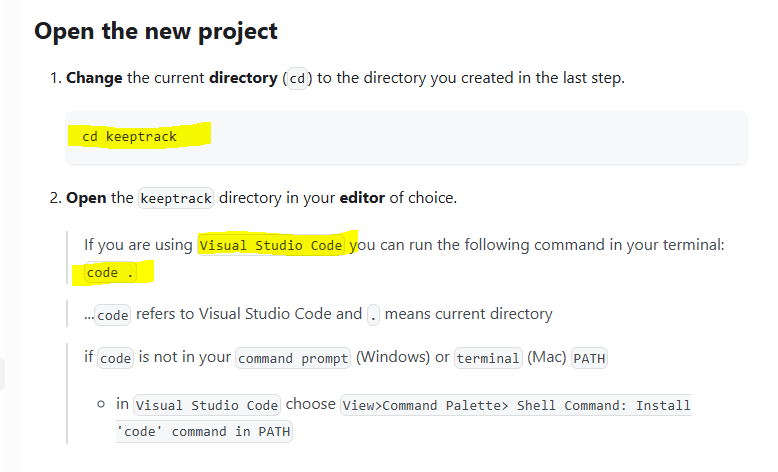 Open the new project
1. Change the current directory (cd) to the directory you created in the last step.
cd keeptrack
2. Open the keeptrack directory in your editor of choice.
If you are using Visual Studio Code you can run the following command in your terminal:
code .
...code refers to Visual Studio Code and . means current directory
if code is not in your command prompt (Windows) or terminal (Mac) PATH
in Visual Studio Code choose View>Command Palette> Shell Command: Install
'code' command in PATH